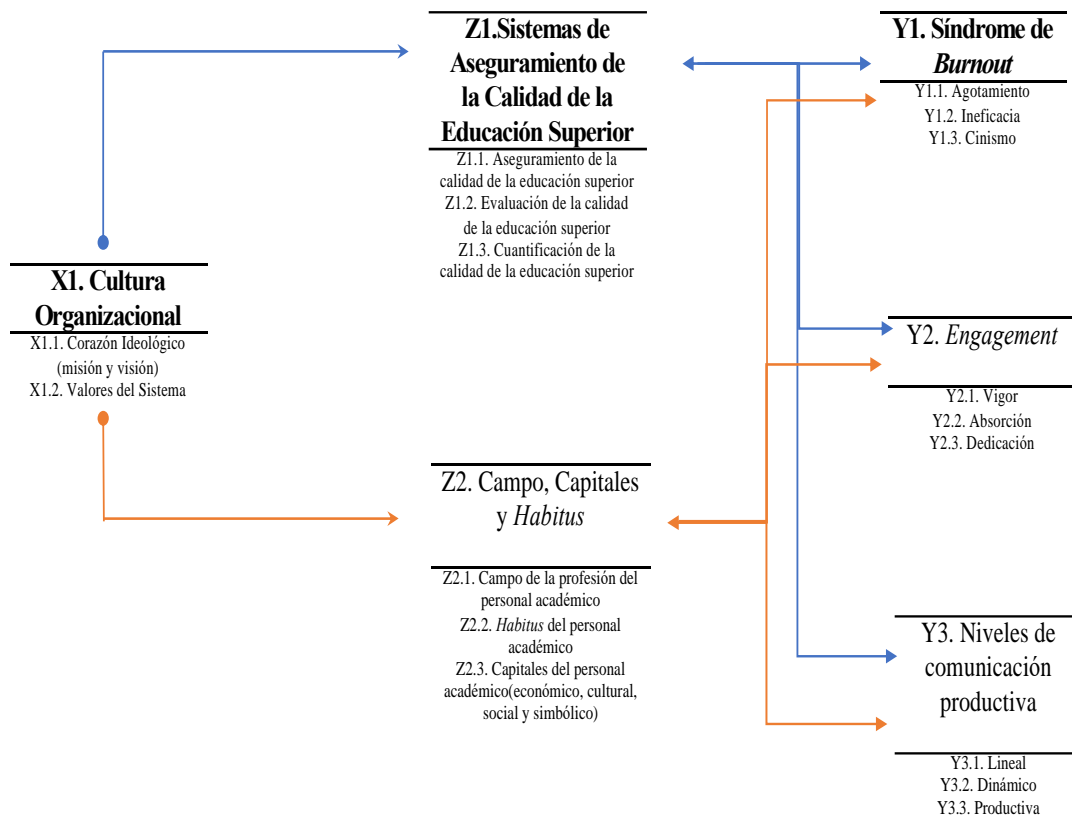 X1. Cultura
Organizacional
X1.1. Corazón Ideológico
(misión y visión)
X1.2. Valores del Sistema
Z1.Sistemas de
Aseguramiento de
la Calidad de la
Educación Superior
Z1.1. Aseguramiento de la
calidad de la educación superior
Z1.2. Evaluación de la calidad
de la educación superior
Z1.3. Cuantificación de la
calidad de la educación superior
Z2. Campo, Capitales
y Habitus
Z2.1. Campo de la profesión del
personal académico
Z2.2. Habitus del personal
académico
Z2.3. Capitales del personal
académico(económico, cultural,
social y simbólico)
Y1. Síndrome de
Burnout
Y1.1. Agotamiento
Y1.2. Ineficacia
Y1.3. Cinismo
Y2. Engagement
Y2.1. Vigor
Y2.2. Absorción
Y2.3. Dedicación
Y3. Niveles de
comunicación
productiva
Y3.1. Lineal
Y3.2. Dinámico
Y3.3. Productiva